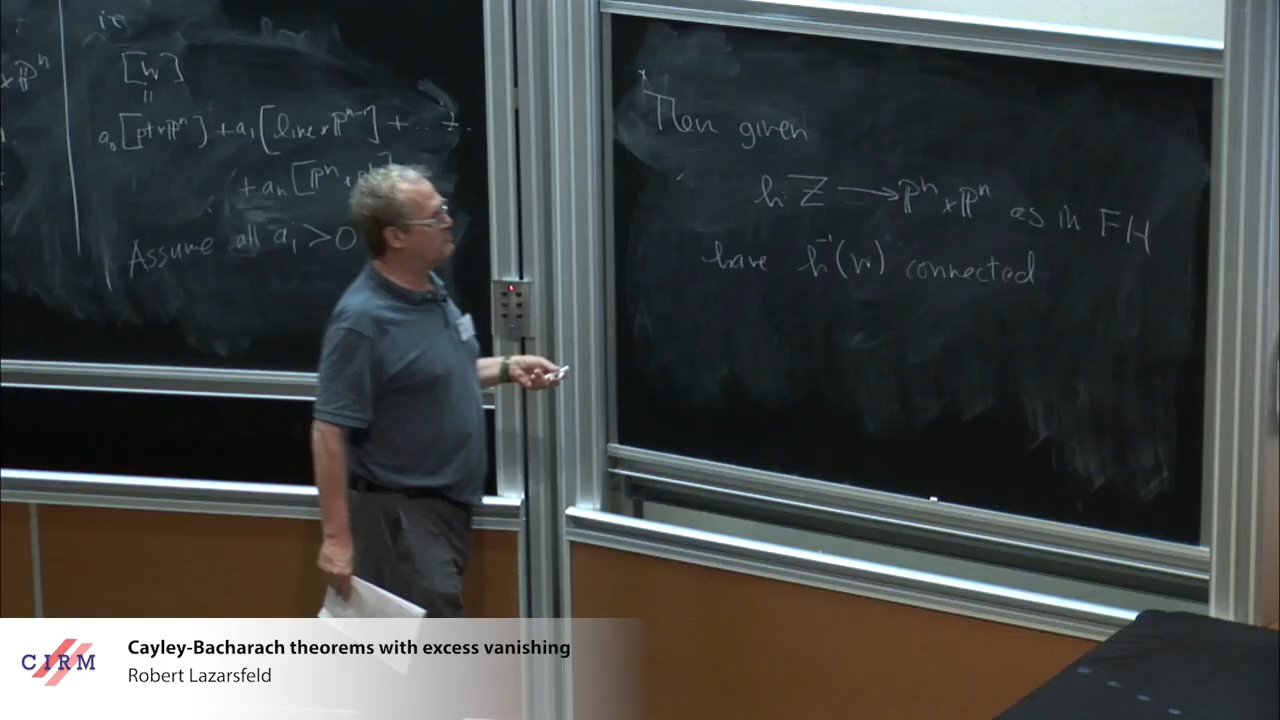 ie
× ℙⁿ
[W]
=
a₀[pt×ℙⁿ] + a₁[line×ℙⁿ⁻¹] + ...
+ aₙ[ℙⁿ×
Assume all aᵢ > 0
Then given
h: Z → ℙⁿ × ℙⁿ as in FH
have h⁻¹(W) connected
CIRM
Cayley-Bacharach theorems with excess vanishing
Robert Lazarsfeld